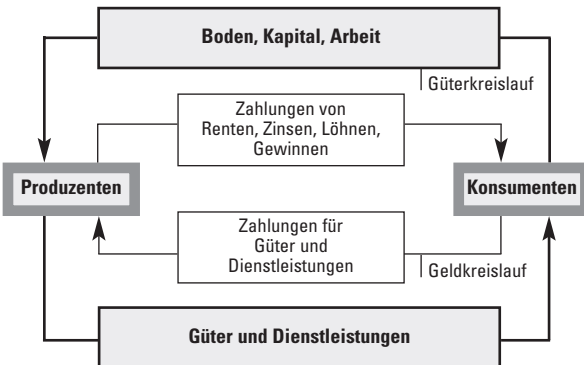 Boden, Kapital, Arbeit
Güterkreislauf
Zahlungen von
Renten, Zinsen, Löhnen,
Gewinnen
Produzenten
Konsumenten
Zahlungen für
Güter und
Dienstleistungen
Geldkreislauf
Güter und Dienstleistungen